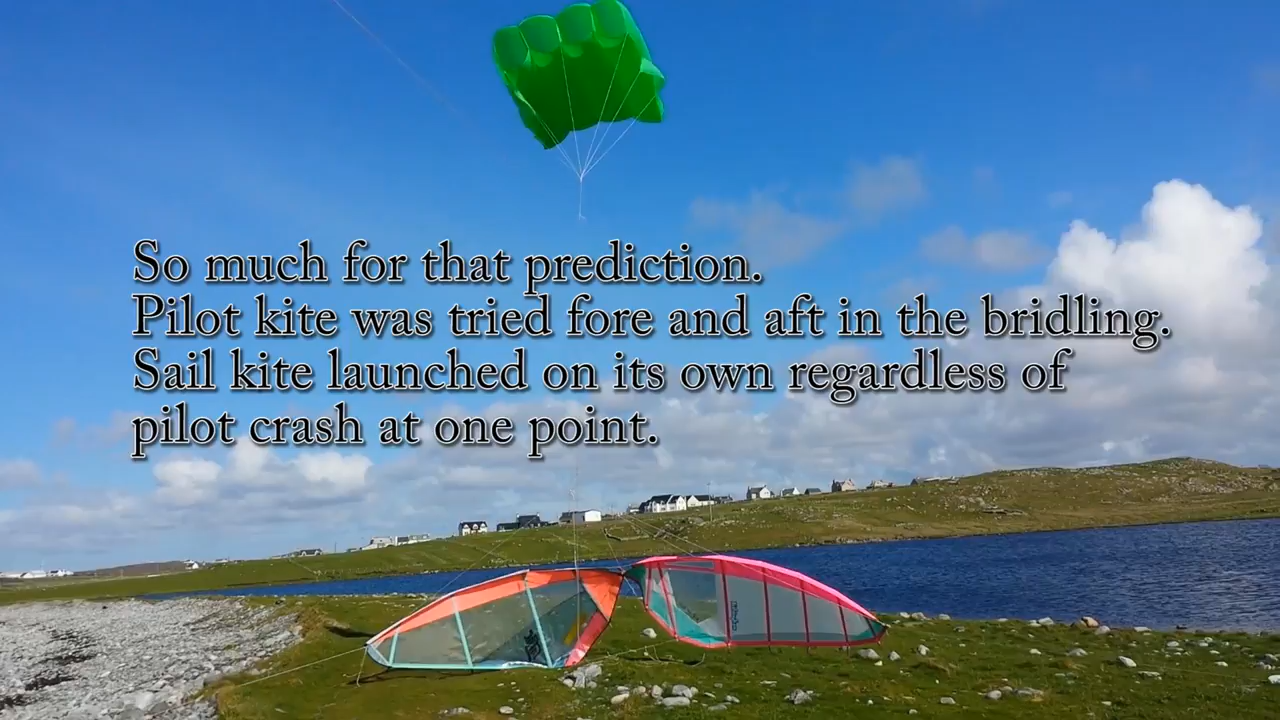 So much for that prediction.
Pilot kite was tried fore and aft in the bridling.
Sail kite launched on its own regardless of
pilot crash at one point.